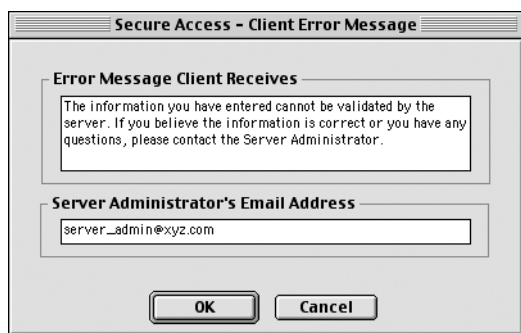 Secure Access - Client Error Message
Error Message Client Receives
The information you have entered cannot be validated by the
server. If you believe the information is correct or you have any
questions, please contact the Server Administrator.
Server Administrator's Email Address
server_admin@xyz.com
OK
Cancel